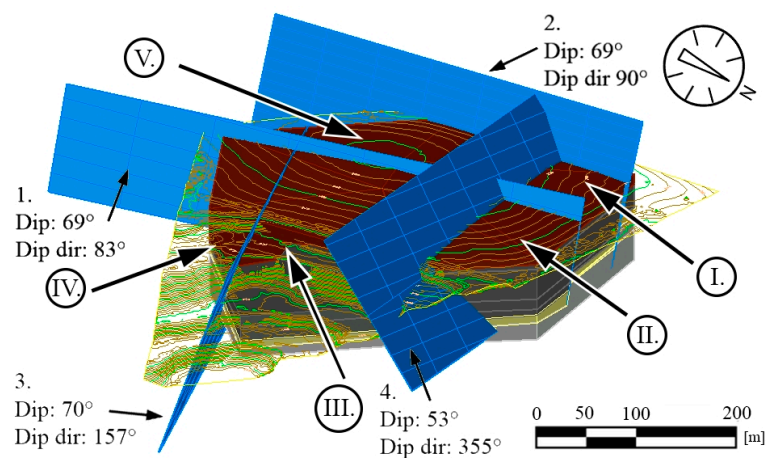 V.
2.
Dip: 69°
Dip dir 90°
N
1.
Dip: 69°
Dip dir: 83°
IV.
I.
II.
3.
Dip: 70°
Dip dir: 157°
III.
4.
Dip: 53°
Dip dir: 355°
0 50 100 200
[m]